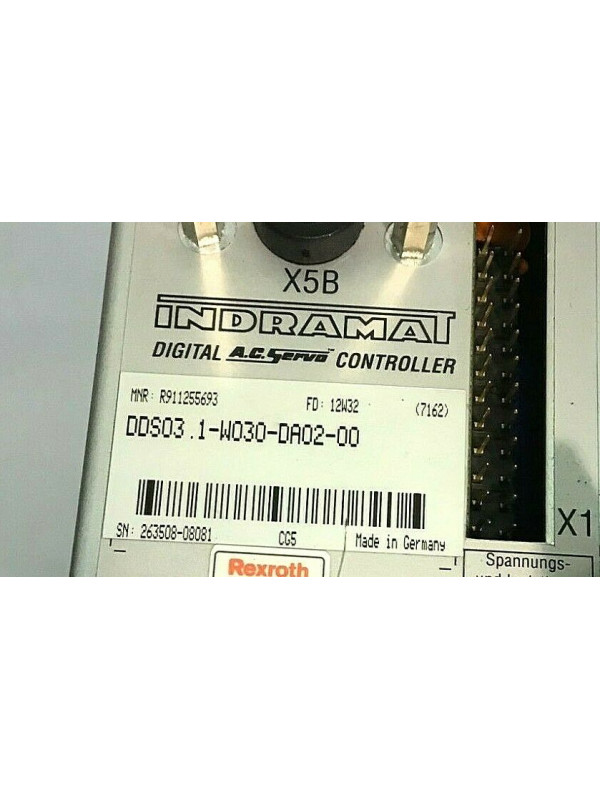 X5B
INDRAMAT
DIGITAL A.C. Servo™ CONTROLLER
MNR: R911255693 FD: 12W32 (7162)
DDS03.1-W030-DA02-00
SN: 263508-08081 CG5 Made in Germany
X1
Rexroth
Spannungs-